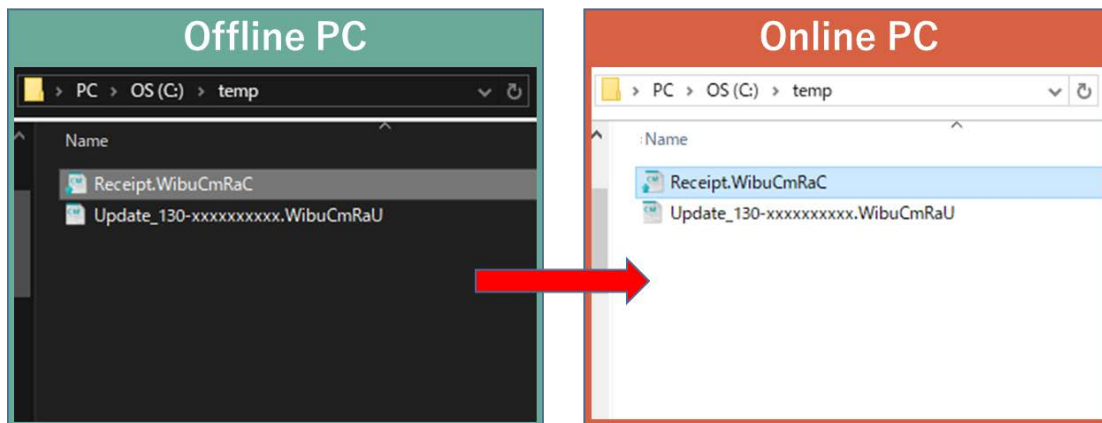 Offline PC
PC > OS (C:) > temp
Name
Receipt.WibuCmRaC
Update_130-xxxxxxxxxx.WibuCmRaU
Online PC
PC > OS (C:) > temp
Name
Receipt.WibuCmRaC
Update_130-xxxxxxxxxx.WibuCmRaU